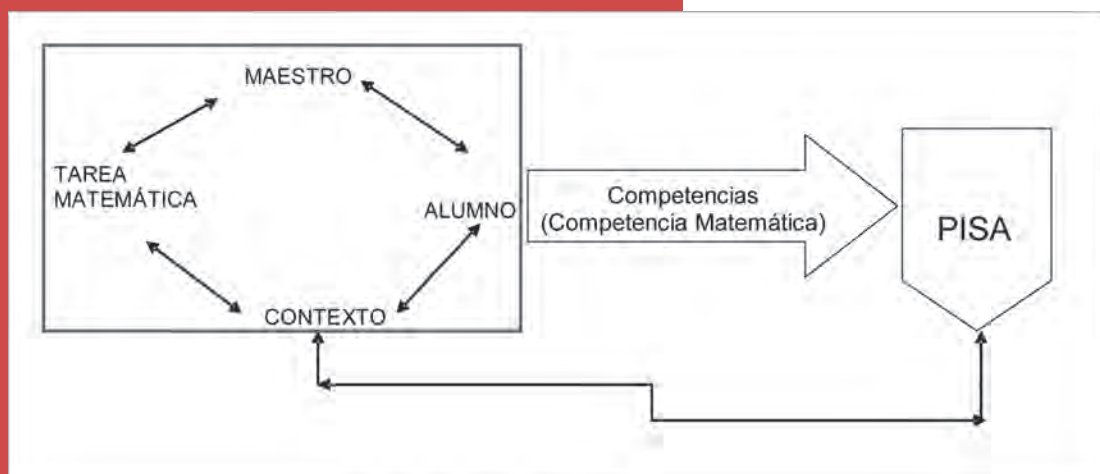 MAESTRO
TAREA
MATEMÁTICA
ALUMNO
CONTEXTO
Competencias
(Competencia Matemática)
PISA